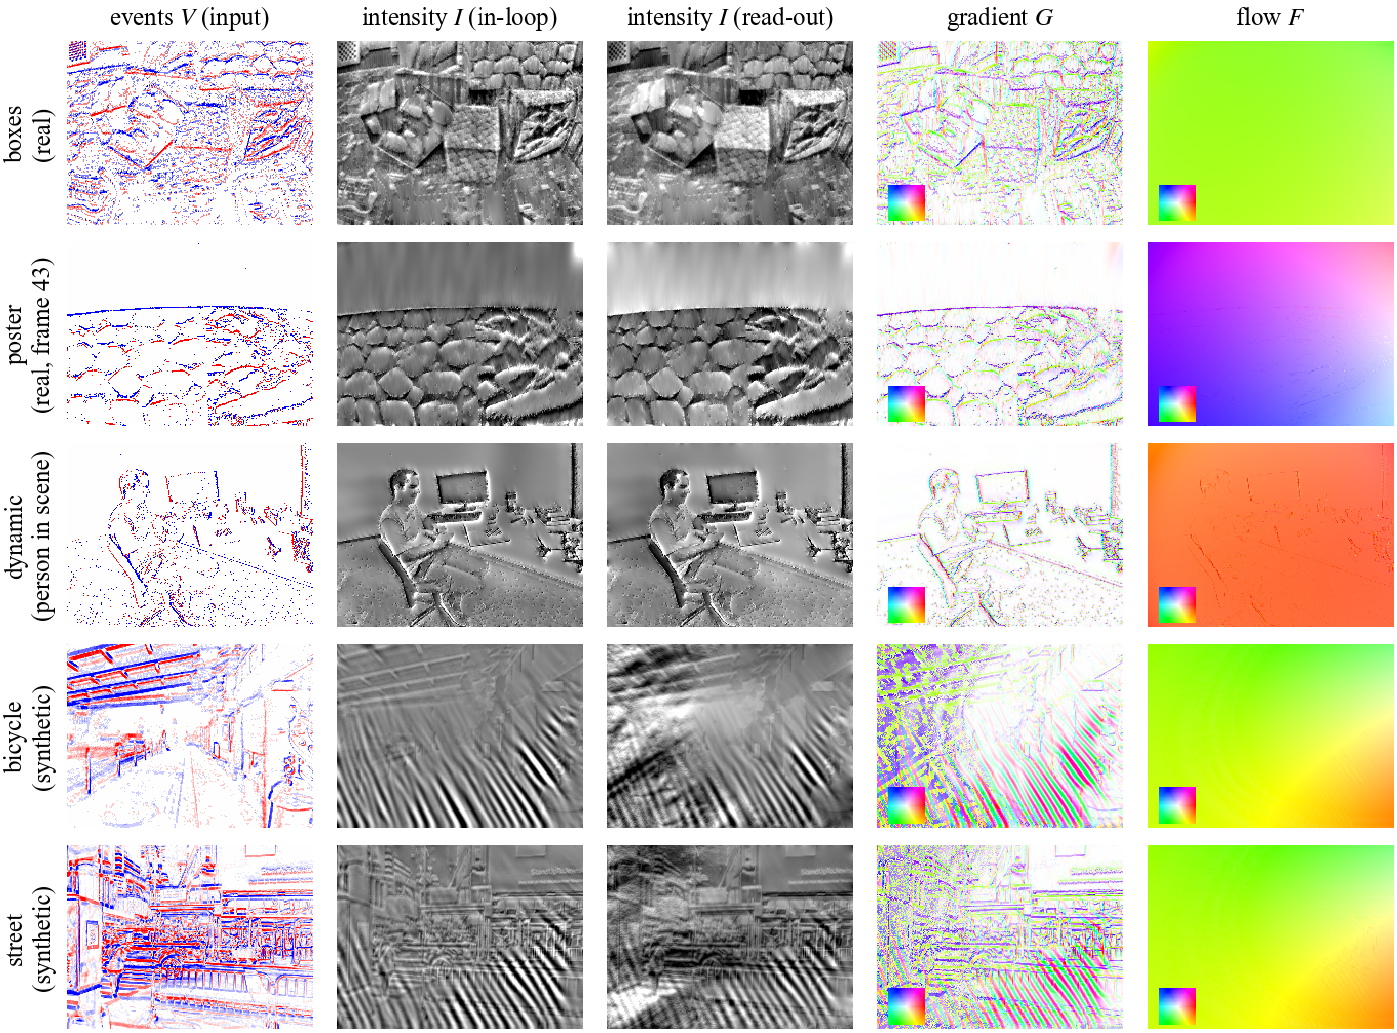 events V (input)
intensity I (in-loop)
intensity I (read-out)
gradient G
flow F
boxes
(real)
poster
(real, frame 43)
dynamic
(person in scene)
bicycle
(synthetic)
street
(synthetic)